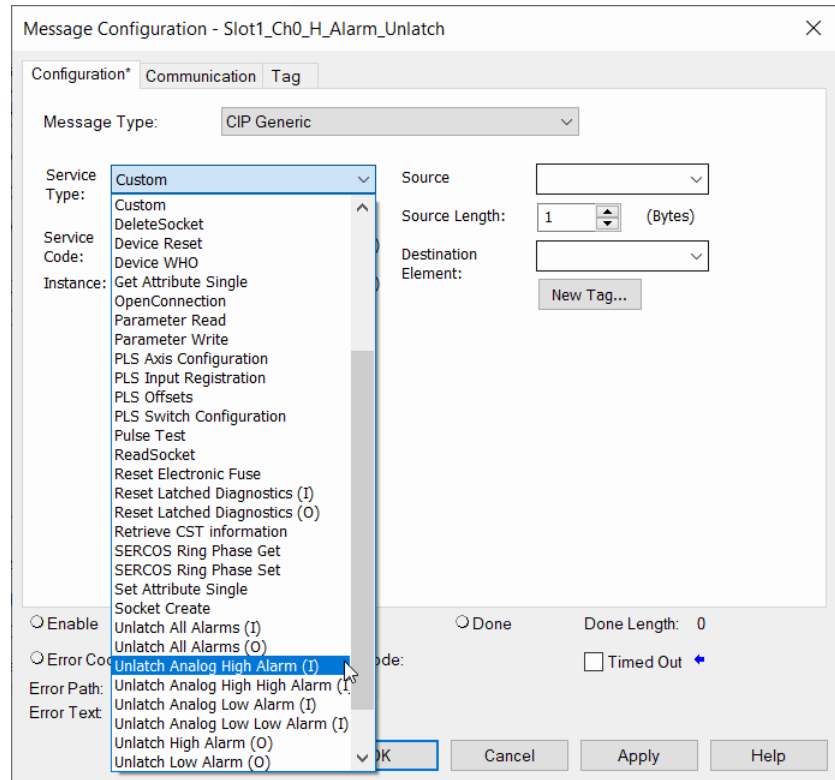 Message Configuration - Slot1_Ch0_H_Alarm_Unlatch
Configuration* Communication Tag
Message Type: CIP Generic
Service Type: Custom
Custom
DeleteSocket
Device Reset
Device WHO
Get Attribute Single
OpenConnection
Parameter Read
Parameter Write
PLS Axis Configuration
PLS Input Registration
PLS Offsets
PLS Switch Configuration
Pulse Test
ReadSocket
Reset Electronic Fuse
Reset Latched Diagnostics (I)
Reset Latched Diagnostics (O)
Retrieve CST information
SERCOS Ring Phase Get
SERCOS Ring Phase Set
Set Attribute Single
Socket Create
Unlatch All Alarms (I)
Unlatch All Alarms (O)
Unlatch Analog High Alarm (I)
Unlatch Analog High High Alarm (I
Unlatch Analog Low Alarm (I)
Unlatch Analog Low Low Alarm (I)
Unlatch High Alarm (O)
Unlatch Low Alarm (O)
Service Code:
Instance:
Source
Source Length: 1 (Bytes)
Destination Element:
New Tag...
Enable Done Done Length: 0
Error Co ode: Timed Out
Error Path:
Error Text
OK Cancel Apply Help